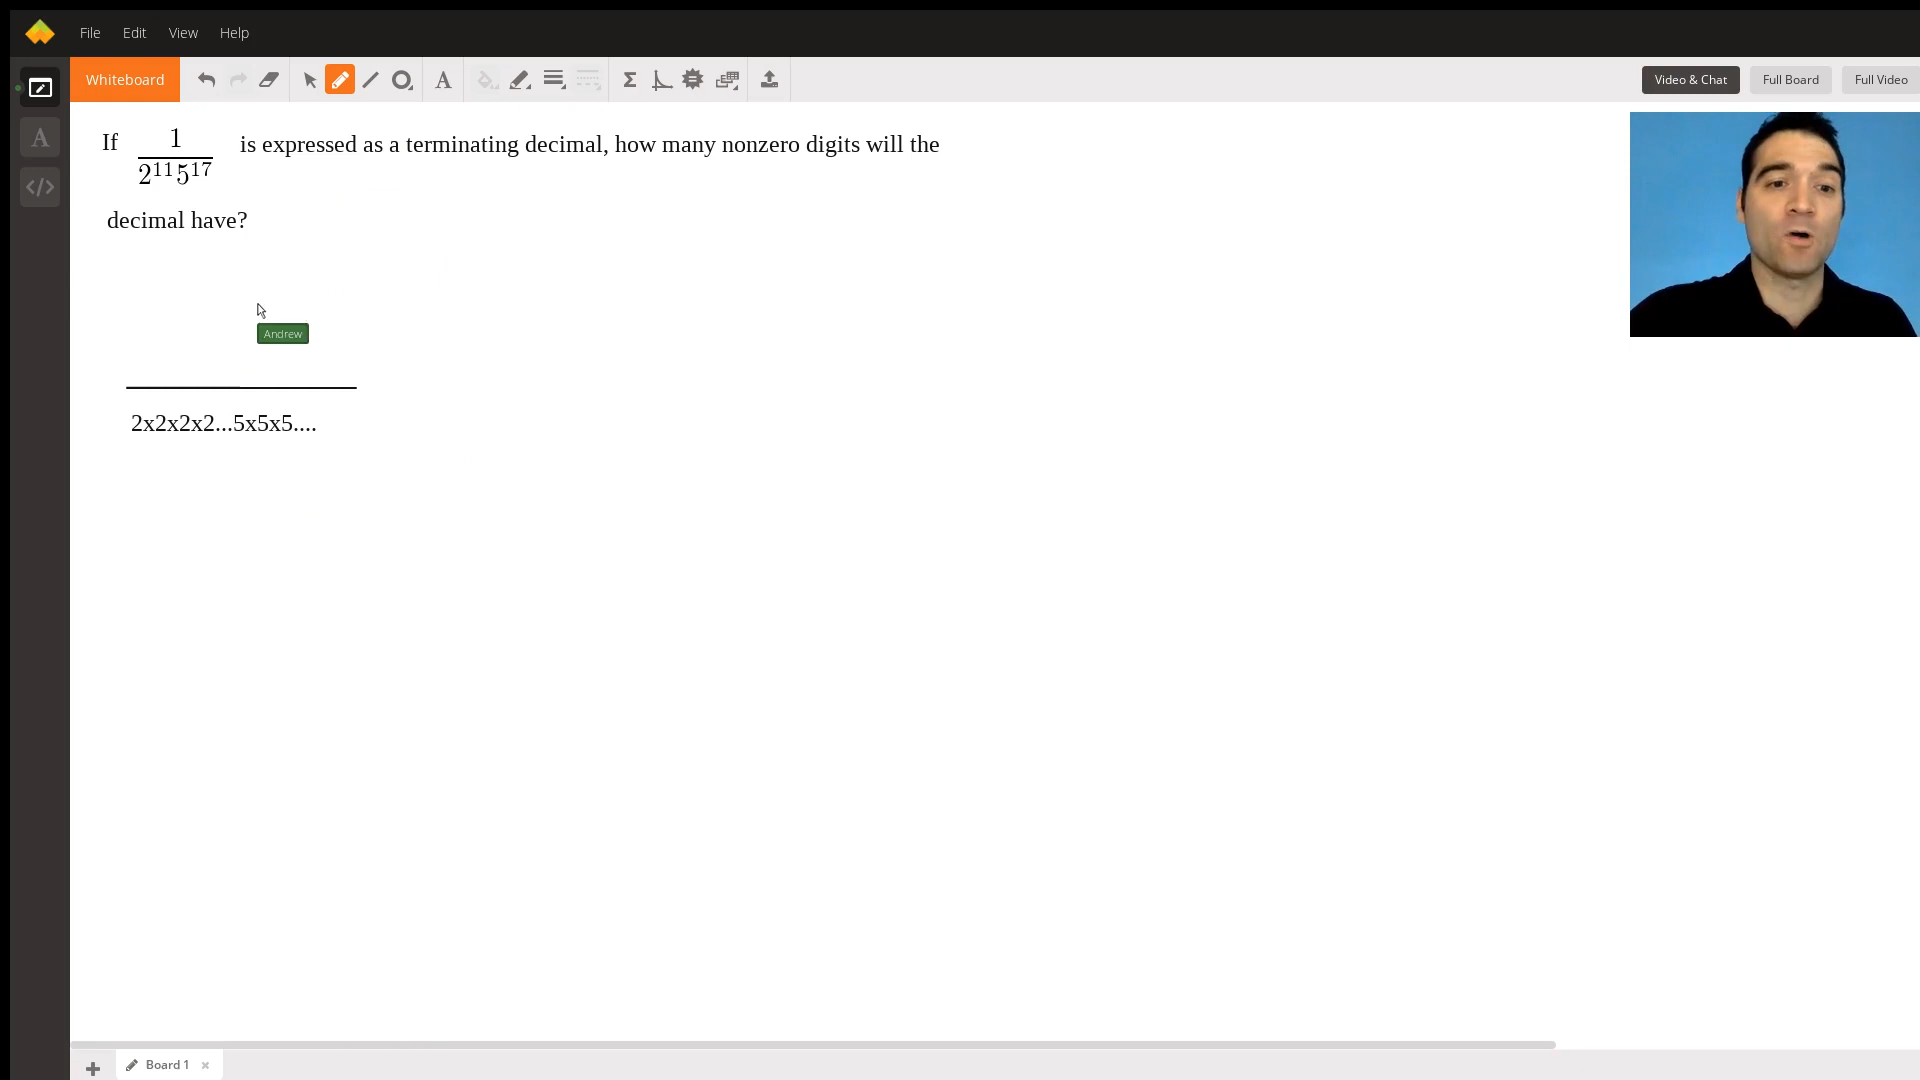 File Edit View Help
Whiteboard A Σ Video & Chat Full Board Full Video
A
</>
If 1 is expressed as a terminating decimal, how many nonzero digits will the
2¹¹5¹⁷
decimal have?
Andrew
2x2x2x2...5x5x5....
Board 1